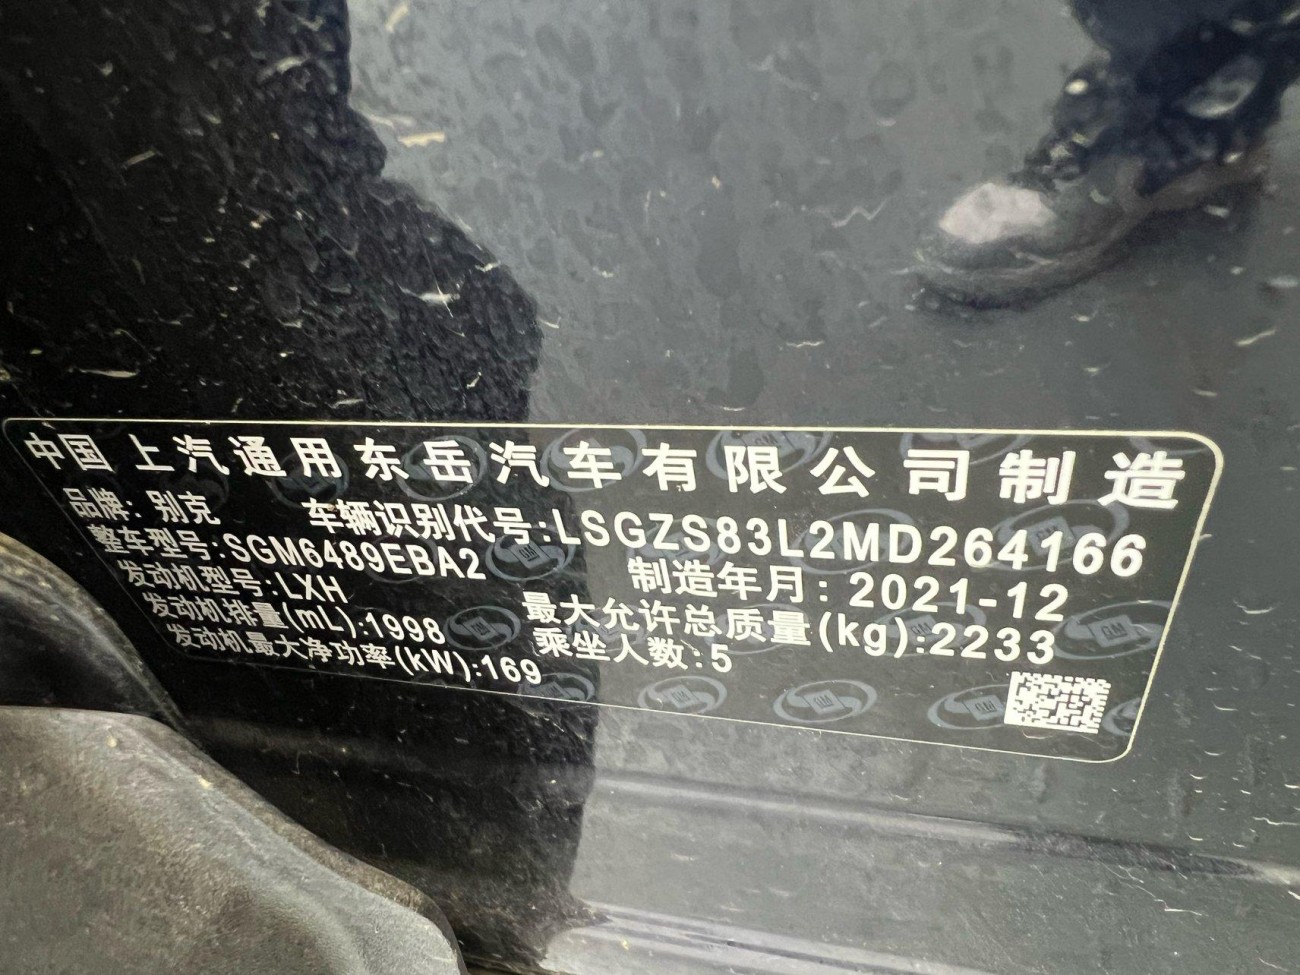 中国 上汽通用东岳汽车有限公司制造
品牌: 别克 车辆识别代号:LSGZS83L2MD264166
整车型号:SGM6489EBA2 制造年月: 2021-12
发动机型号:LXH 最大允许总质量(kg):2233
发动机排量(mL):1998 乘坐人数:5
发动机最大净功率(kW):169